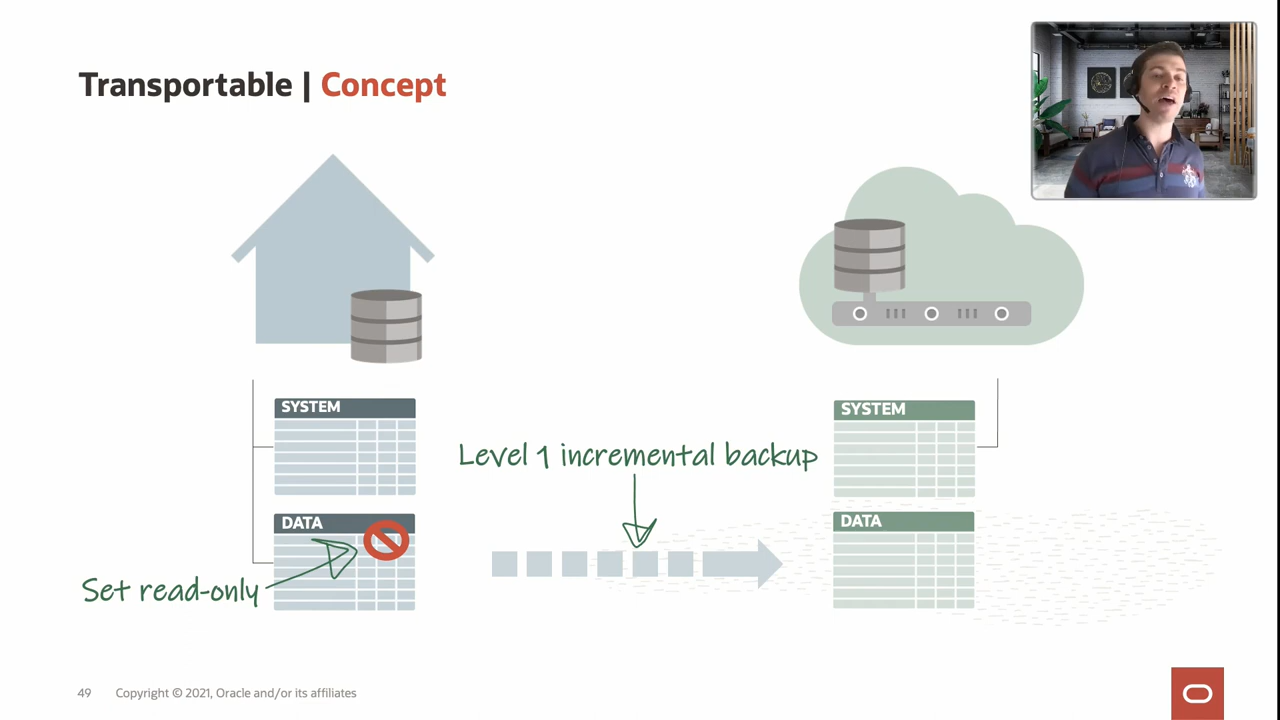 Transportable | Concept
SYSTEM
SYSTEM
Level 1 incremental backup
DATA
DATA
Set read-only
49 Copyright © 2021, Oracle and/or its affiliates